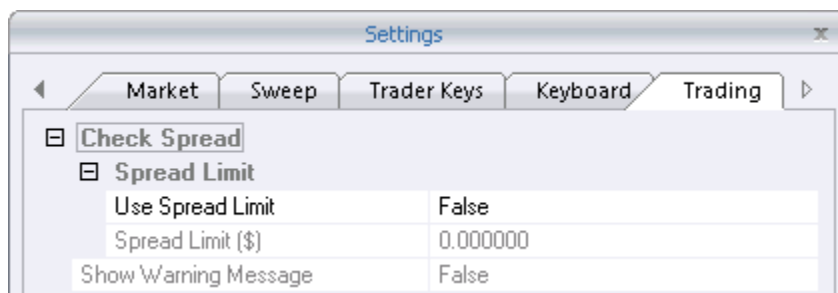 Settings
Market Sweep Trader Keys Keyboard Trading
Check Spread
Spread Limit
Use Spread Limit False
Spread Limit ($) 0.000000
Show Warning Message False